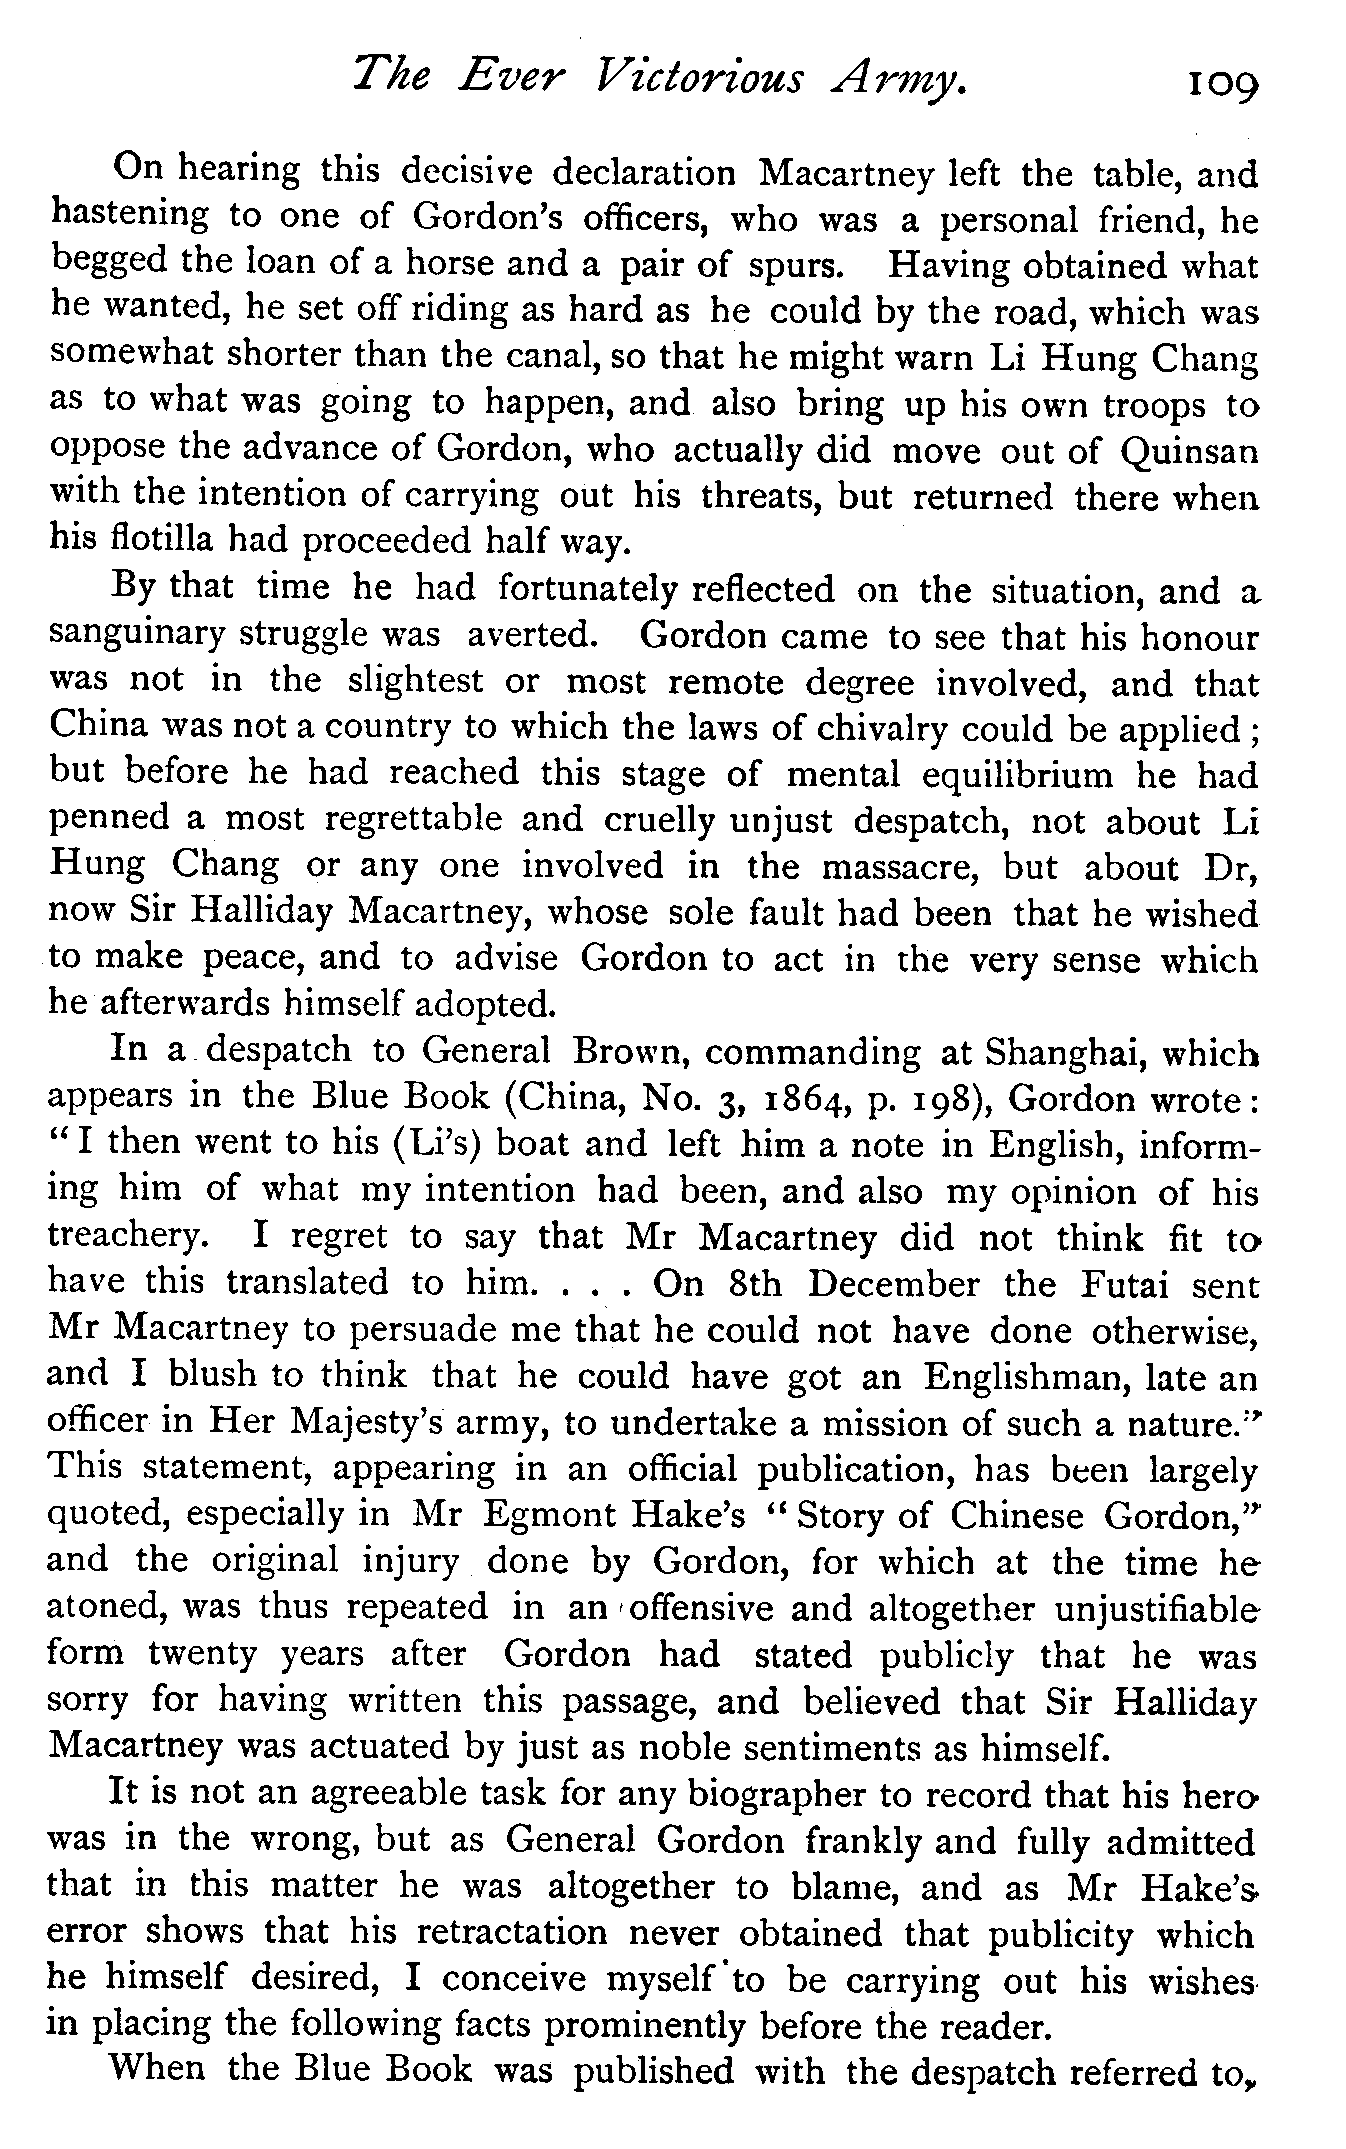 The Ever Victorious Army. 109
On hearing this decisive declaration Macartney left the table, and
hastening to one of Gordon's officers, who was a personal friend, he
begged the loan of a horse and a pair of spurs. Having obtained what
he wanted, he set off riding as hard as he could by the road, which was
somewhat shorter than the canal, so that he might warn Li Hung Chang
as to what was going to happen, and also bring up his own troops to
oppose the advance of Gordon, who actually did move out of Quinsan
with the intention of carrying out his threats, but returned there when
his flotilla had proceeded half way.
By that time he had fortunately reflected on the situation, and a
sanguinary struggle was averted. Gordon came to see that his honour
was not in the slightest or most remote degree involved, and that
China was not a country to which the laws of chivalry could be applied ;
but before he had reached this stage of mental equilibrium he had
penned a most regrettable and cruelly unjust despatch, not about Li
Hung Chang or any one involved in the massacre, but about Dr,
now Sir Halliday Macartney, whose sole fault had been that he wished
to make peace, and to advise Gordon to act in the very sense which
he afterwards himself adopted.
In a despatch to General Brown, commanding at Shanghai, which
appears in the Blue Book (China, No. 3, 1864, p. 198), Gordon wrote :
"I then went to his (Li's) boat and left him a note in English, inform-
ing him of what my intention had been, and also my opinion of his
treachery. I regret to say that Mr Macartney did not think fit to
have this translated to him. . . . On 8th December the Futai sent
Mr Macartney to persuade me that he could not have done otherwise,
and I blush to think that he could have got an Englishman, late an
officer in Her Majesty's army, to undertake a mission of such a nature."
This statement, appearing in an official publication, has been largely
quoted, especially in Mr Egmont Hake's "Story of Chinese Gordon,"
and the original injury done by Gordon, for which at the time he
atoned, was thus repeated in an offensive and altogether unjustifiable
form twenty years after Gordon had stated publicly that he was
sorry for having written this passage, and believed that Sir Halliday
Macartney was actuated by just as noble sentiments as himself.
It is not an agreeable task for any biographer to record that his hero
was in the wrong, but as General Gordon frankly and fully admitted
that in this matter he was altogether to blame, and as Mr Hake's
error shows that his retractation never obtained that publicity which
he himself desired, I conceive myself to be carrying out his wishes
in placing the following facts prominently before the reader.
When the Blue Book was published with the despatch referred to,